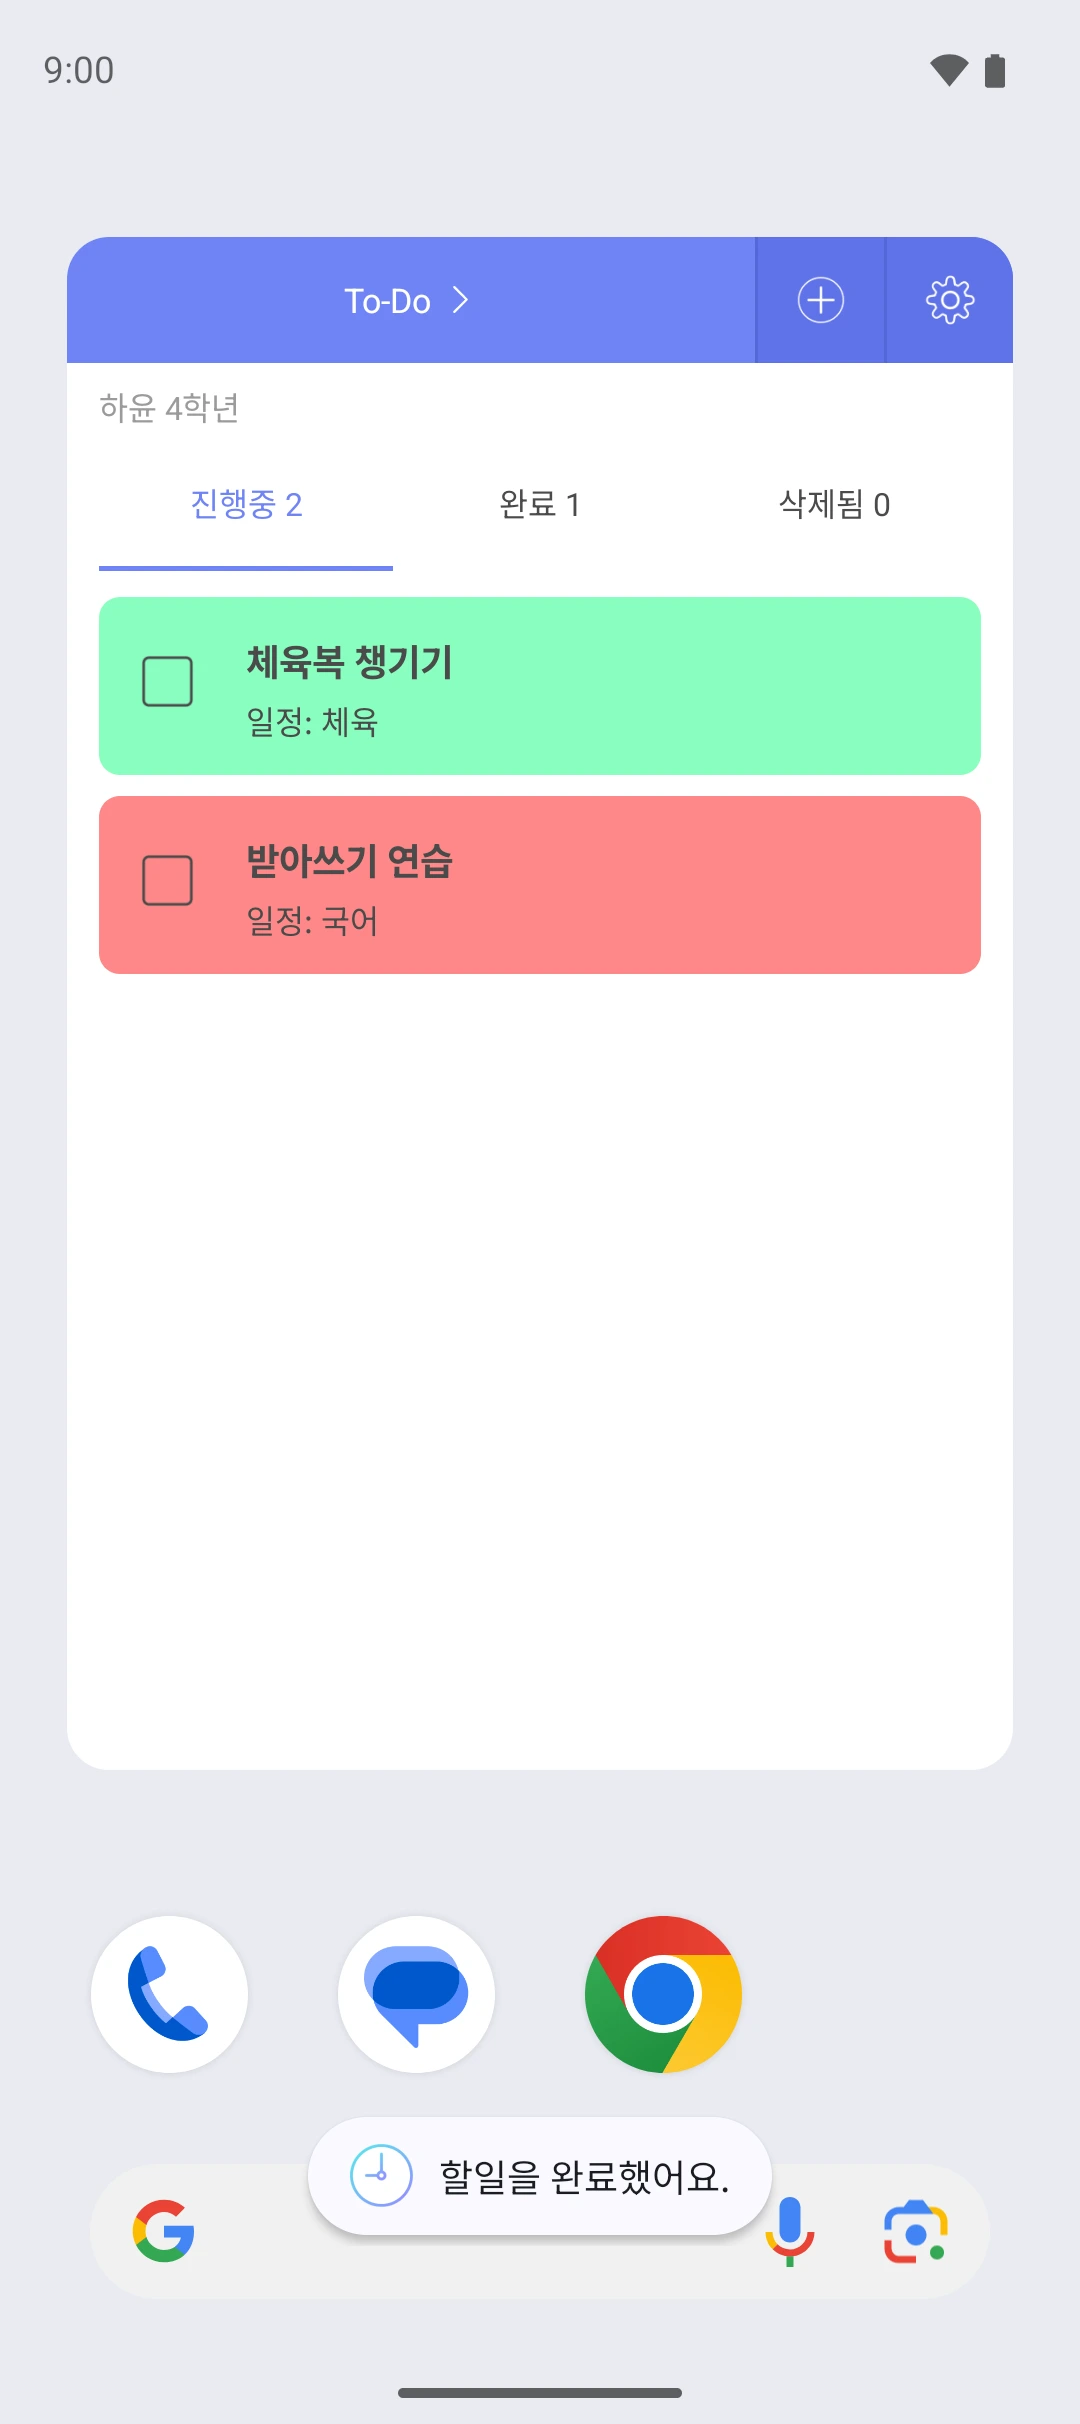 9:00
To-Do
하윤 4학년
진행중 2
완료 1
삭제됨 0
체육복 챙기기
일정: 체육
받아쓰기 연습
일정: 국어
할일을 완료했어요.